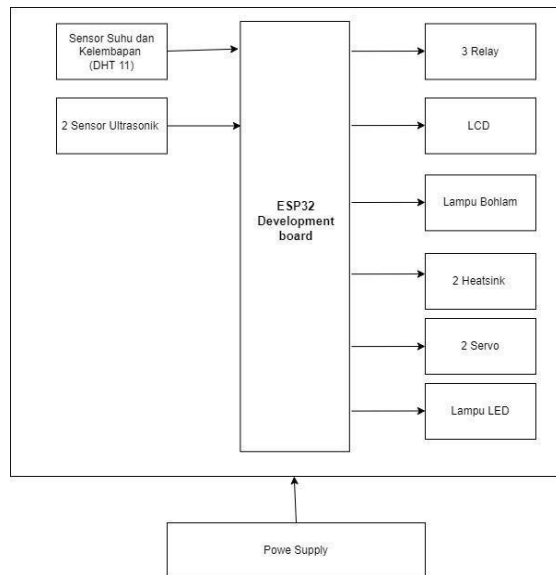 Sensor Suhu dan
Kelembapan
(DHT 11)
2 Sensor Ultrasonik
ESP32
Development
board
3 Relay
LCD
Lampu Bohlam
2 Heatsink
2 Servo
Lampu LED
Powe Supply